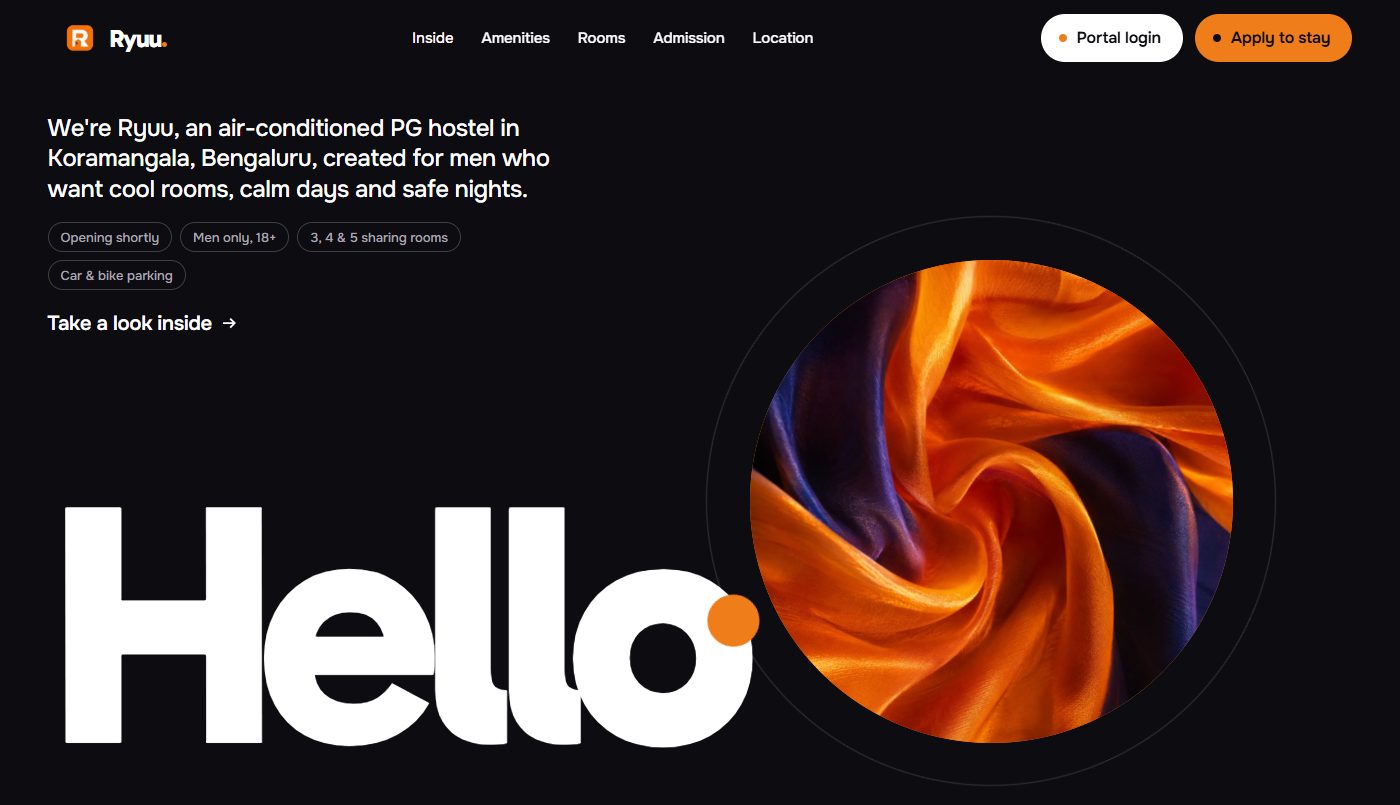 R Ryuu.
Inside Amenities Rooms Admission Location
Portal login Apply to stay
We're Ryuu, an air-conditioned PG hostel in
Koramangala, Bengaluru, created for men who
want cool rooms, calm days and safe nights.
Opening shortly Men only, 18+ 3, 4 & 5 sharing rooms
Car & bike parking
Take a look inside →
Hello